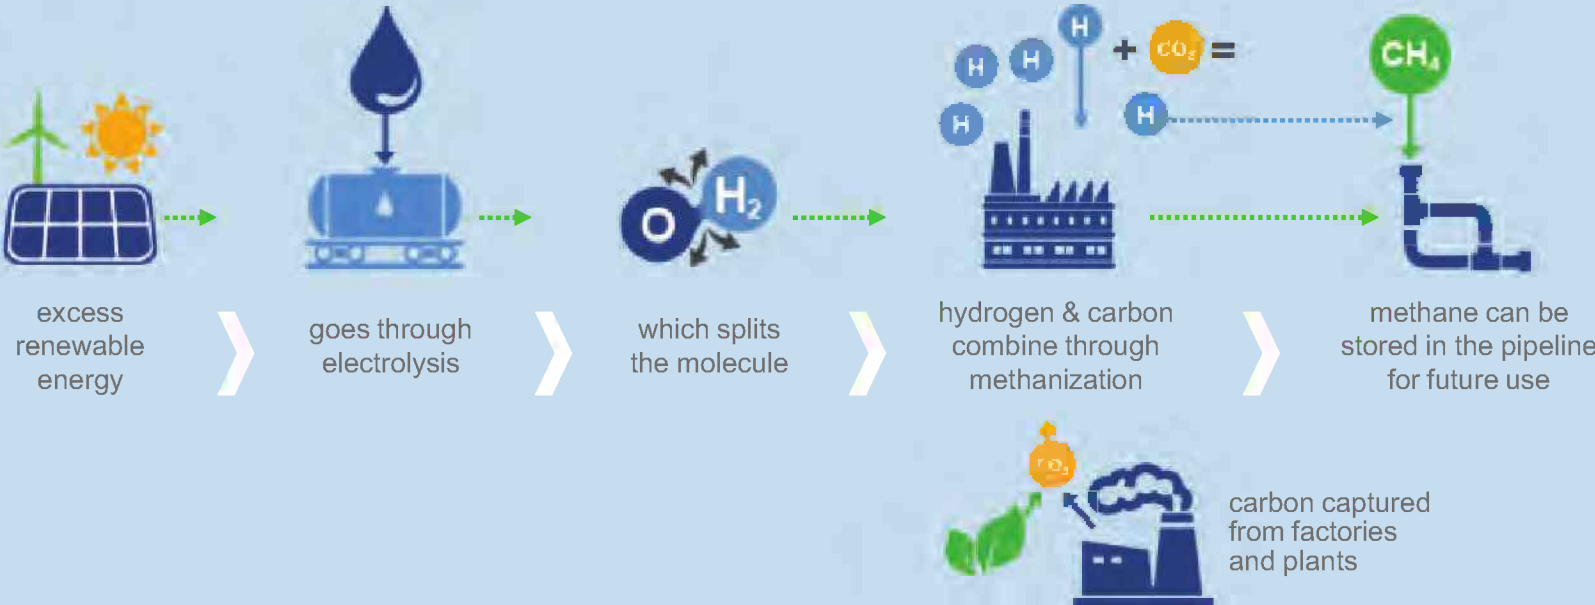 H
H
H
H
H
+
CO₂
=
CH₄
O
H₂
excess
renewable
energy
goes through
electrolysis
which splits
the molecule
hydrogen & carbon
combine through
methanization
methane can be
stored in the pipeline
for future use
carbon captured
from factories
and plants